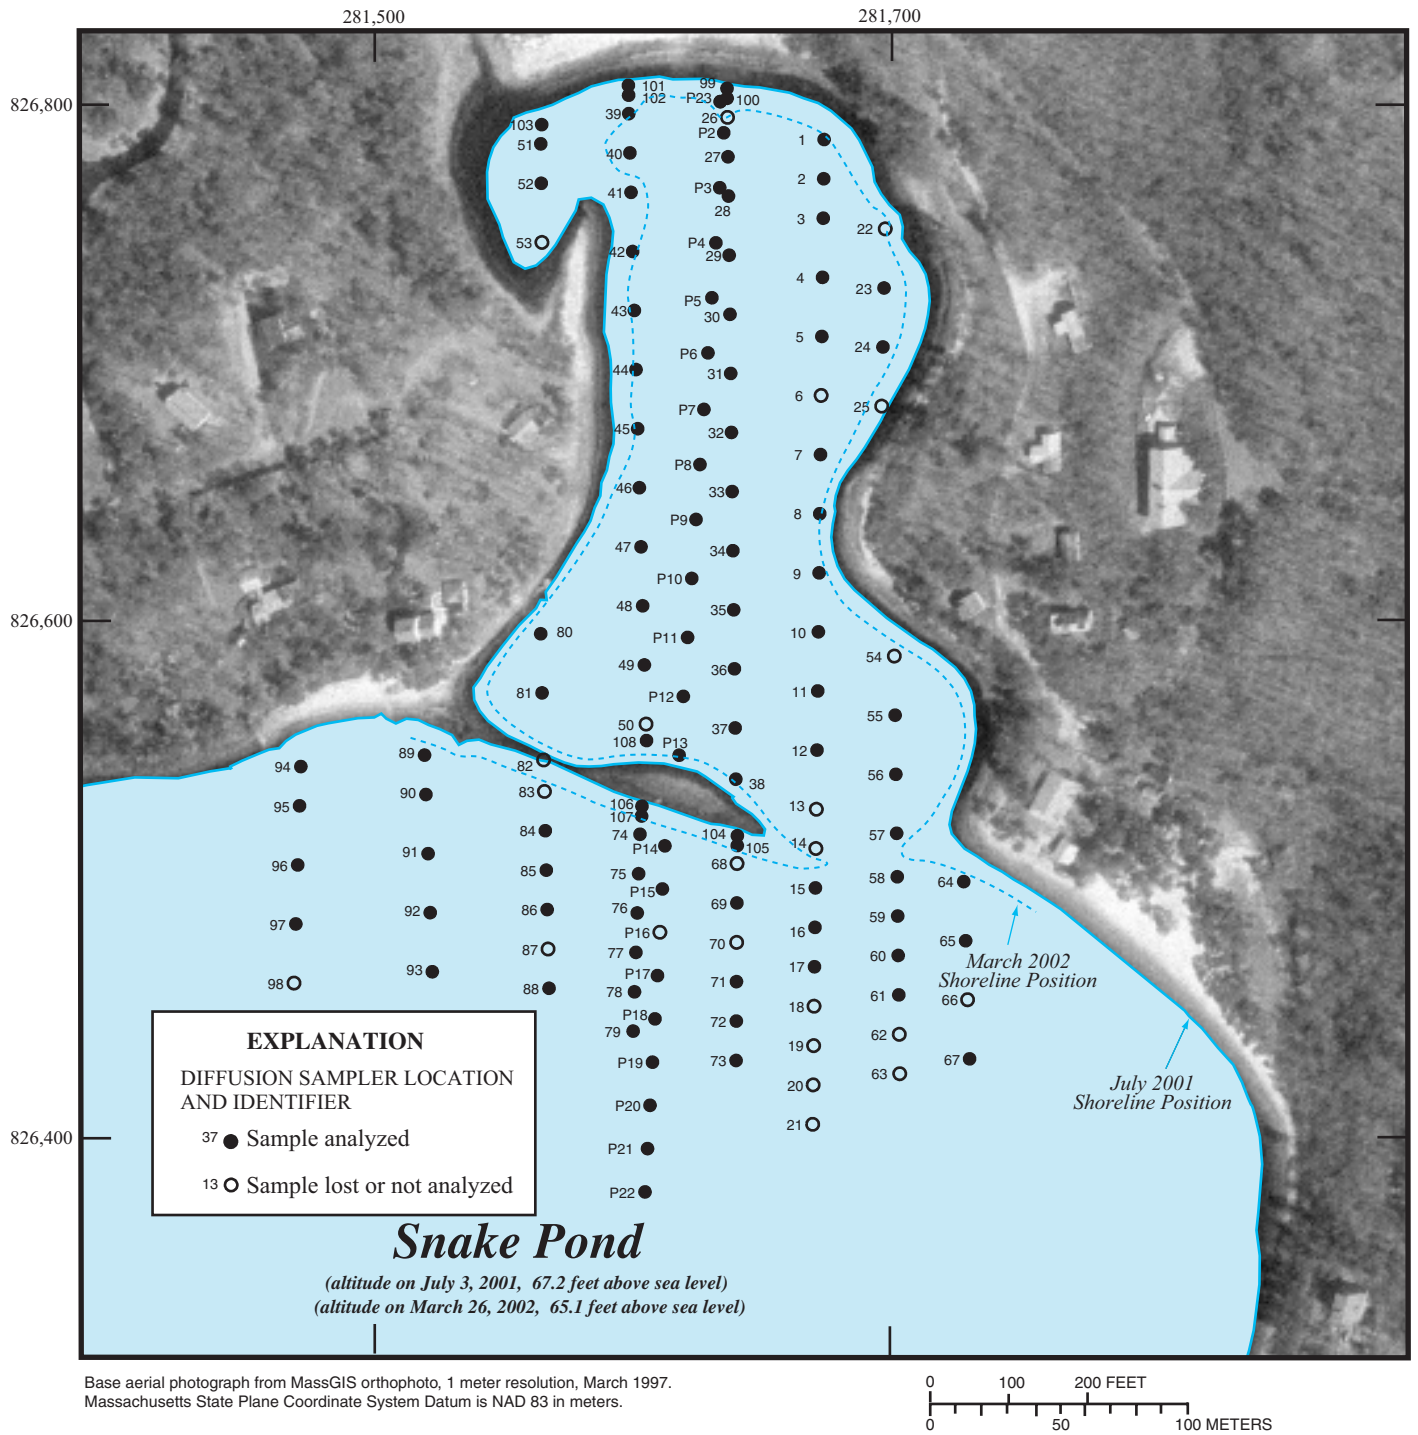 281,500
281,700
826,800
826,600
826,400
101
102
99
P23
100
39
26
103
P2
1
51
40
27
52
41
P3
2
28
3
22
53
42
P4
29
4
23
43
P5
30
5
24
44
P6
31
6
25
45
P7
32
7
46
P8
33
8
47
P9
34
9
48
P10
35
10
80
49
P11
36
54
11
81
P12
55
50
37
108
P13
12
89
82
94
38
56
90
83
95
106
13
107
84
74
104
57
91
P14
105
14
96
85
75
68
58
64
P15
15
92
86
76
69
59
97
P16
16
87
77
70
60
65
93
P17
17
98
88
78
71
61
66
P18
18
79
72
62
P19
19
73
63
67
P20
20
P21
21
P22
March 2002
Shoreline Position
July 2001
Shoreline Position
EXPLANATION
DIFFUSION SAMPLER LOCATION
AND IDENTIFIER
37 Sample analyzed
13 Sample lost or not analyzed
Snake Pond
(altitude on July 3, 2001, 67.2 feet above sea level)
(altitude on March 26, 2002, 65.1 feet above sea level)
Base aerial photograph from MassGIS orthophoto, 1 meter resolution, March 1997.
Massachusetts State Plane Coordinate System Datum is NAD 83 in meters.
0 100 200 FEET
0 50 100 METERS